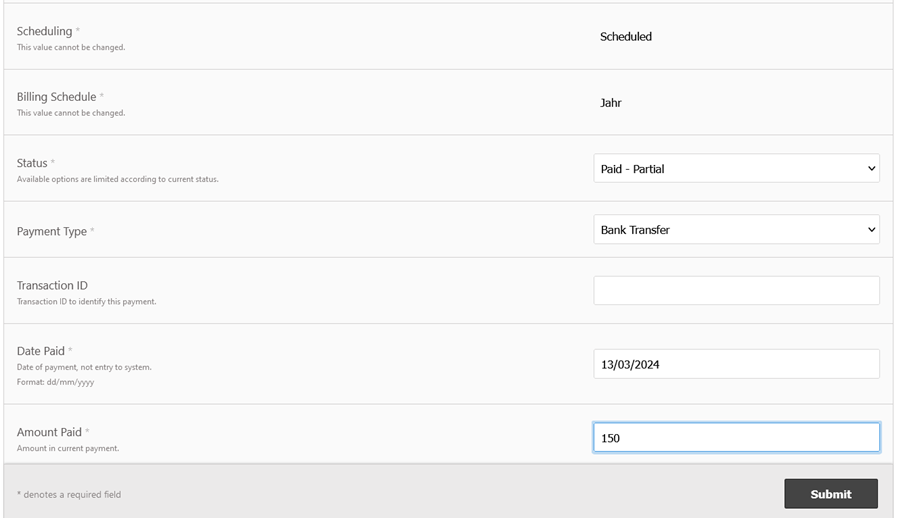 Scheduling *
This value cannot be changed.
Scheduled
Billing Schedule *
This value cannot be changed.
Jahr
Status *
Available options are limited according to current status.
Paid - Partial
Payment Type *
Bank Transfer
Transaction ID
Transaction ID to identify this payment.
Date Paid *
Date of payment, not entry to system.
Format: dd/mm/yyyy
13/03/2024
Amount Paid *
Amount in current payment.
150
* denotes a required field
Submit